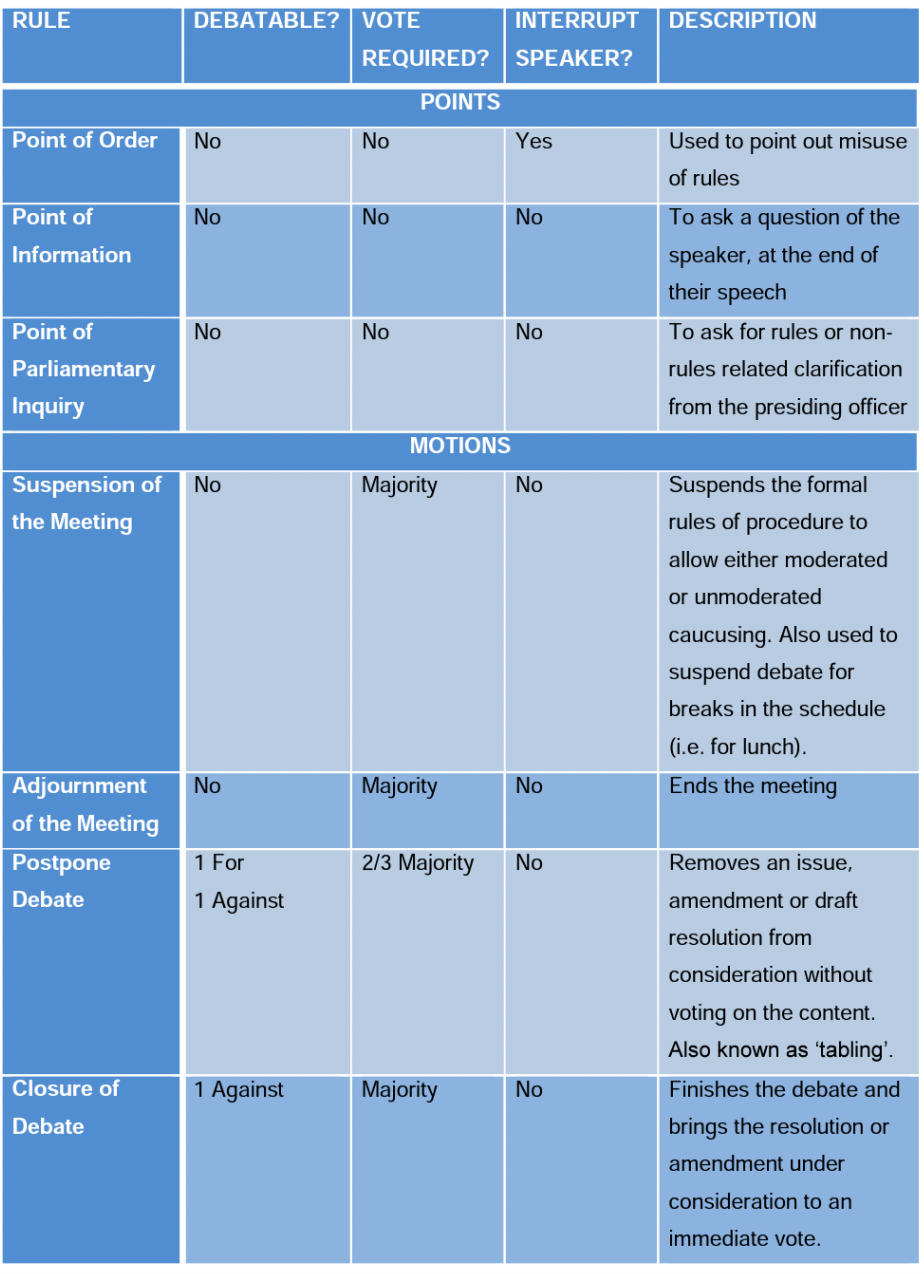 RULE DEBATABLE? VOTE REQUIRED? INTERRUPT SPEAKER? DESCRIPTION
POINTS
Point of Order No No Yes Used to point out misuse
of rules
Point of Information No No No To ask a question of the
speaker, at the end of
their speech
Point of Parliamentary Inquiry No No No To ask for rules or non-
rules related clarification
from the presiding officer
MOTIONS
Suspension of the Meeting No Majority No Suspends the formal
rules of procedure to
allow either moderated
or unmoderated
caucusing. Also used to
suspend debate for
breaks in the schedule
(i.e. for lunch).
Adjournment of the Meeting No Majority No Ends the meeting
Postpone Debate 1 For 1 Against 2/3 Majority No Removes an issue,
amendment or draft
resolution from
consideration without
voting on the content.
Also known as ‘tabling’.
Closure of Debate 1 Against Majority No Finishes the debate and
brings the resolution or
amendment under
consideration to an
immediate vote.